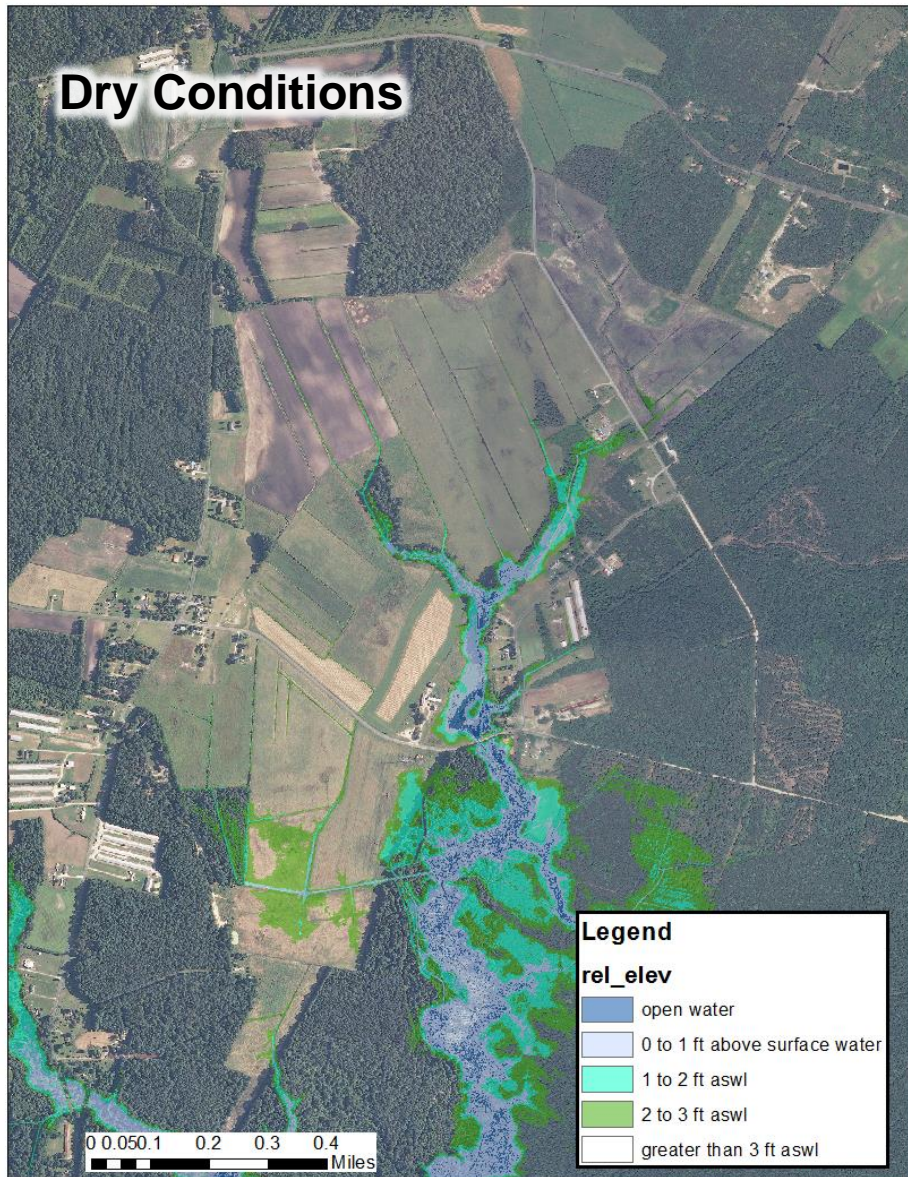 Dry Conditions
Legend
rel_elev
open water
0 to 1 ft above surface water
1 to 2 ft aswl
2 to 3 ft aswl
greater than 3 ft aswl
0 0.050.1 0.2 0.3 0.4
Miles